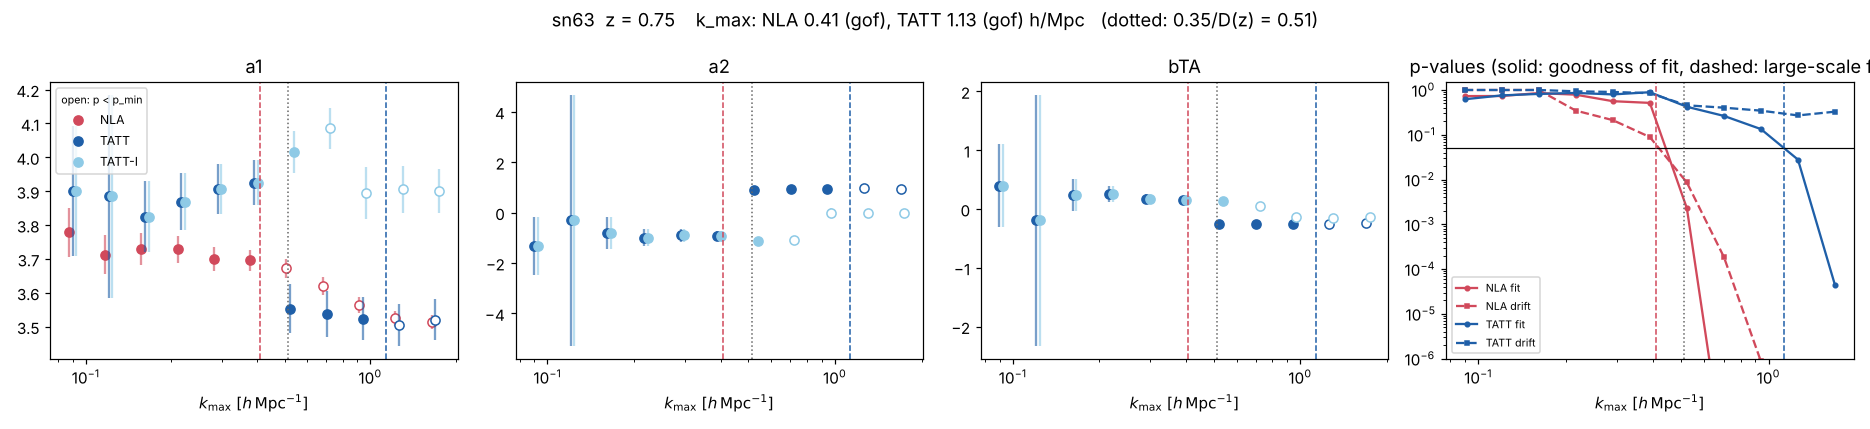 sn63  z = 0.75    k_max: NLA 0.41 (gof), TATT 1.13 (gof) h/Mpc   (dotted: 0.35/D(z) = 0.51)
a1
4.2
4.1
4.0
3.9
3.8
3.7
3.6
3.5
open: p < p_min
NLA
TATT
TATT-I
10⁻¹
10⁰
k_max [h Mpc⁻¹]
a2
4
2
0
−2
−4
10⁻¹
10⁰
k_max [h Mpc⁻¹]
bTA
2
1
0
−1
−2
10⁻¹
10⁰
k_max [h Mpc⁻¹]
p-values (solid: goodness of fit, dashed: large-scale f
10⁰
10⁻¹
10⁻²
10⁻³
10⁻⁴
10⁻⁵
10⁻⁶
NLA fit
NLA drift
TATT fit
TATT drift
10⁻¹
10⁰
k_max [h Mpc⁻¹]